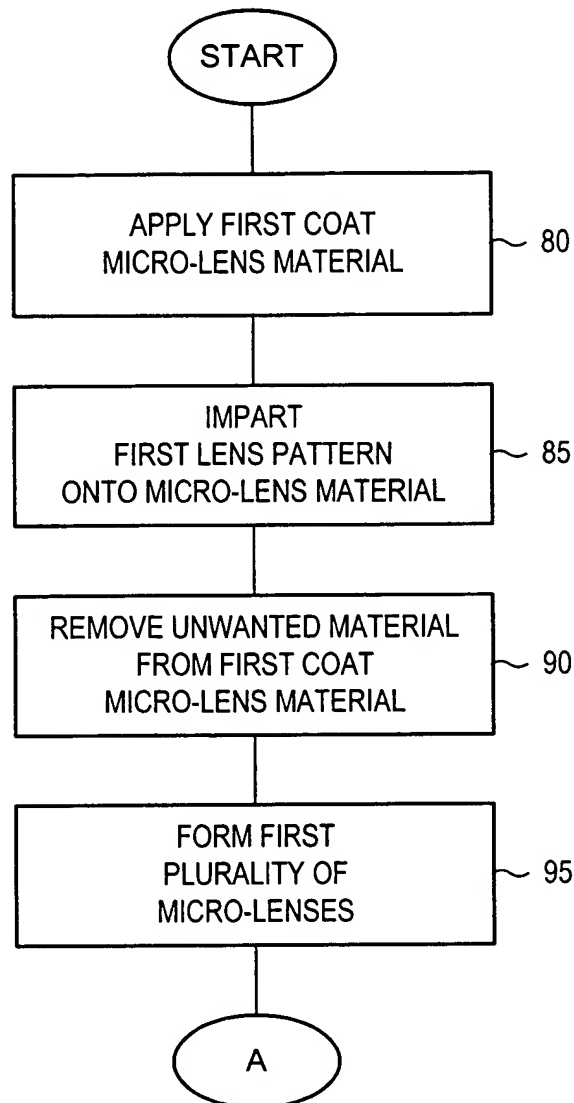 START
APPLY FIRST COAT
MICRO-LENS MATERIAL
80
IMPART
FIRST LENS PATTERN
ONTO MICRO-LENS MATERIAL
85
REMOVE UNWANTED MATERIAL
FROM FIRST COAT
MICRO-LENS MATERIAL
90
FORM FIRST
PLURALITY OF
MICRO-LENSES
95
A